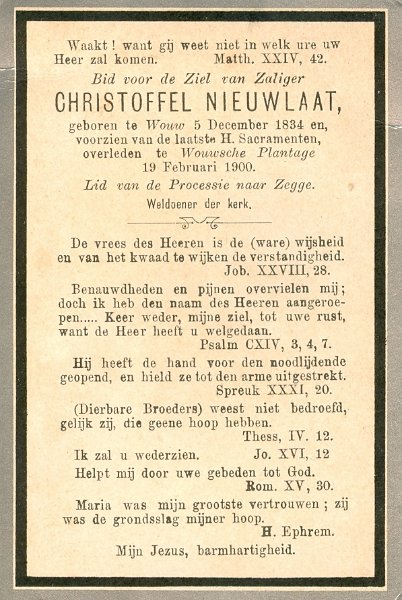 Waakt! want gij weet niet in welk ure uw
Heer zal komen. Matth. XXIV, 42.
Bid voor de Ziel van Zaliger
CHRISTOFFEL NIEUWLAAT,
geboren te Wouw 5 December 1834 en,
voorzien van de laatste H. Sacramenten,
overleden te Wouwsche Plantage
19 Februari 1900.
Lid van de Processie naar Zegge.
Weldoener der kerk.
De vrees des Heeren is de (ware) wijsheid
en van het kwaad te wijken de verstandigheid.
Job. XXVIII, 28.
Benauwdheden en pijnen overvielen mij;
doch ik heb den naam des Heeren aangeroe-
pen..... Keer weder, mijne ziel, tot uwe rust,
want de Heer heeft u welgedaan.
Psalm CXIV, 3, 4, 7.
Hij heeft de hand voor den noodlijdende
geopend, en hield ze tot den arme uitgestrekt.
Spreuk XXXI, 20.
(Dierbare Broeders) weest niet bedroefd,
gelijk zij, die geene hoop hebben.
Thess, IV. 12.
Ik zal u wederzien. Jo. XVI, 12
Helpt mij door uwe gebeden tot God.
Rom. XV, 30.
Maria was mijn grootste vertrouwen; zij
was de grondsslag mijner hoop.
H. Ephrem.
Mijn Jezus, barmhartigheid.